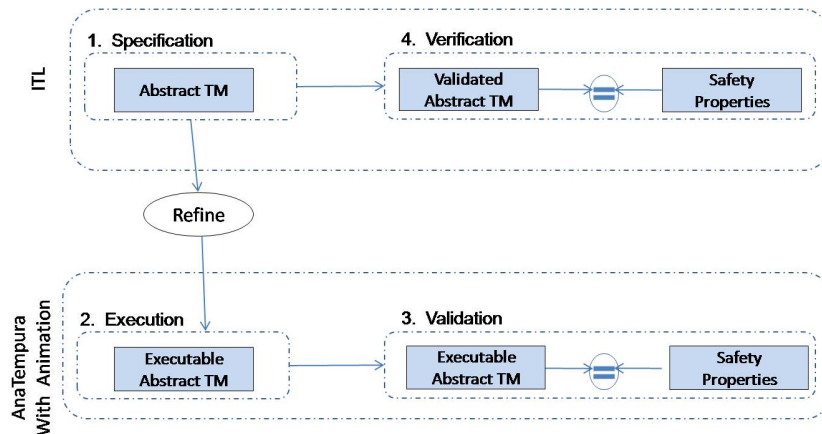 ITL
1. Specification
4. Verification
Abstract TM
Validated
Abstract TM
Safety
Properties
Refine
AnaTempura
With Animation
2. Execution
3. Validation
Executable
Abstract TM
Executable
Abstract TM
Safety
Properties